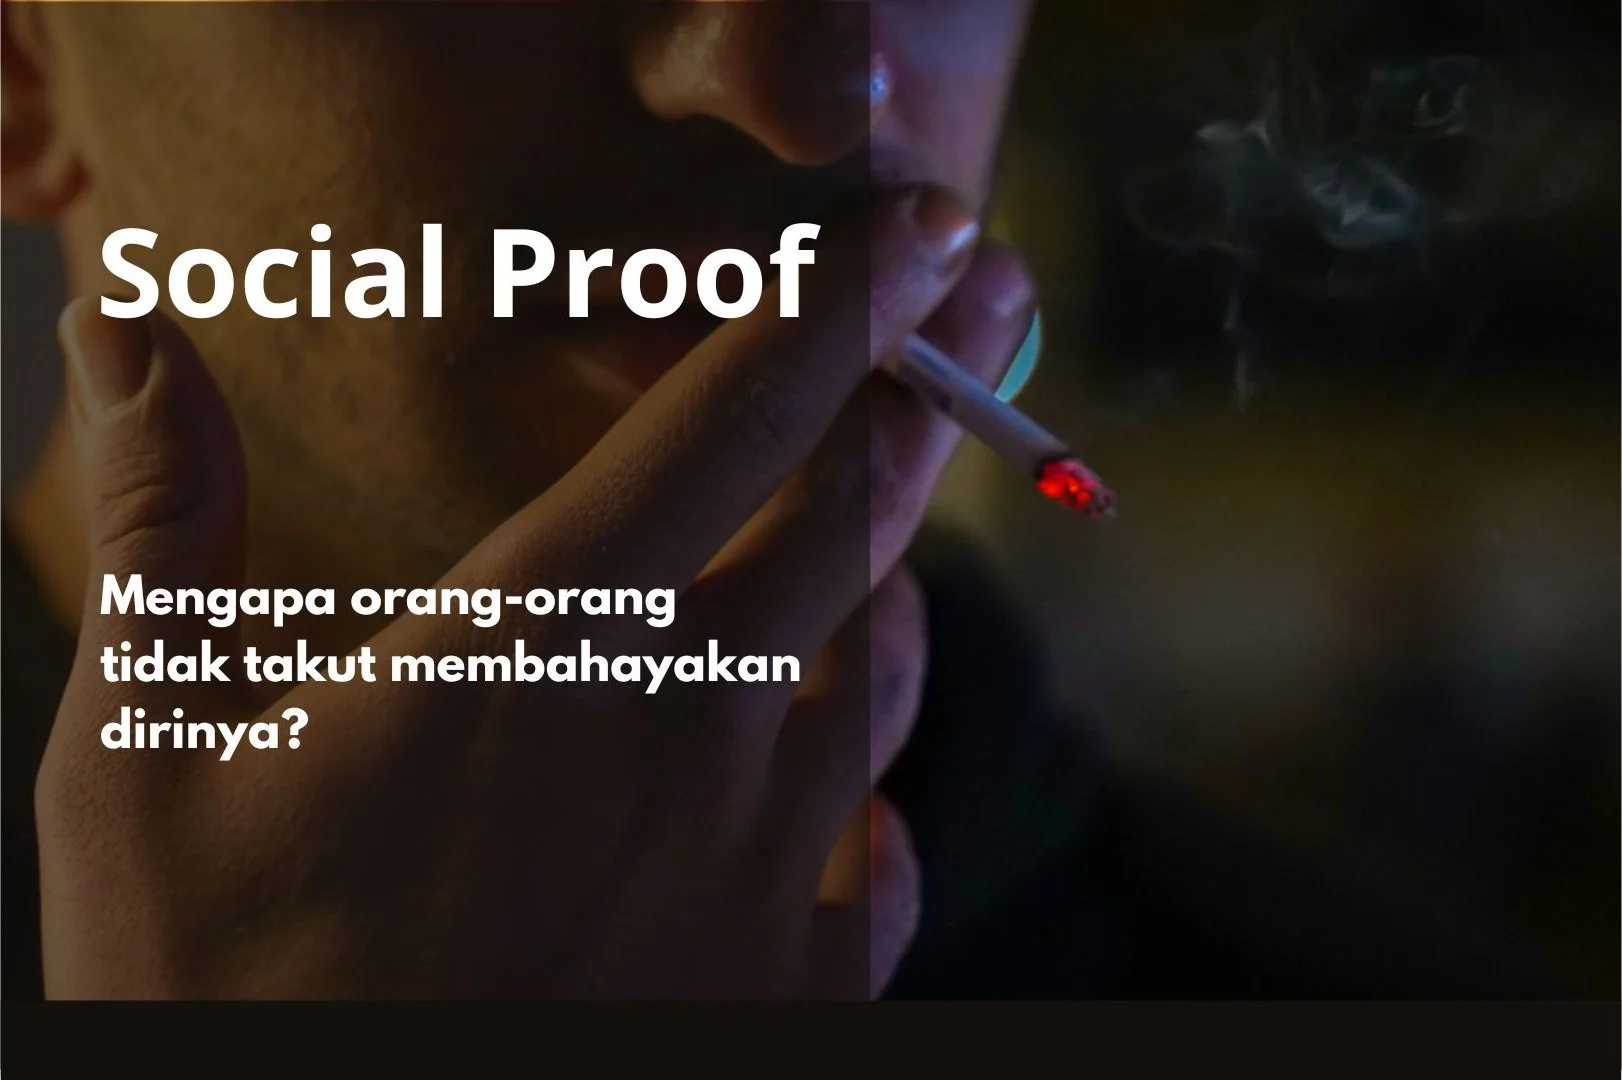 Social Proof
Mengapa orang-orang
tidak takut membahayakan
dirinya?